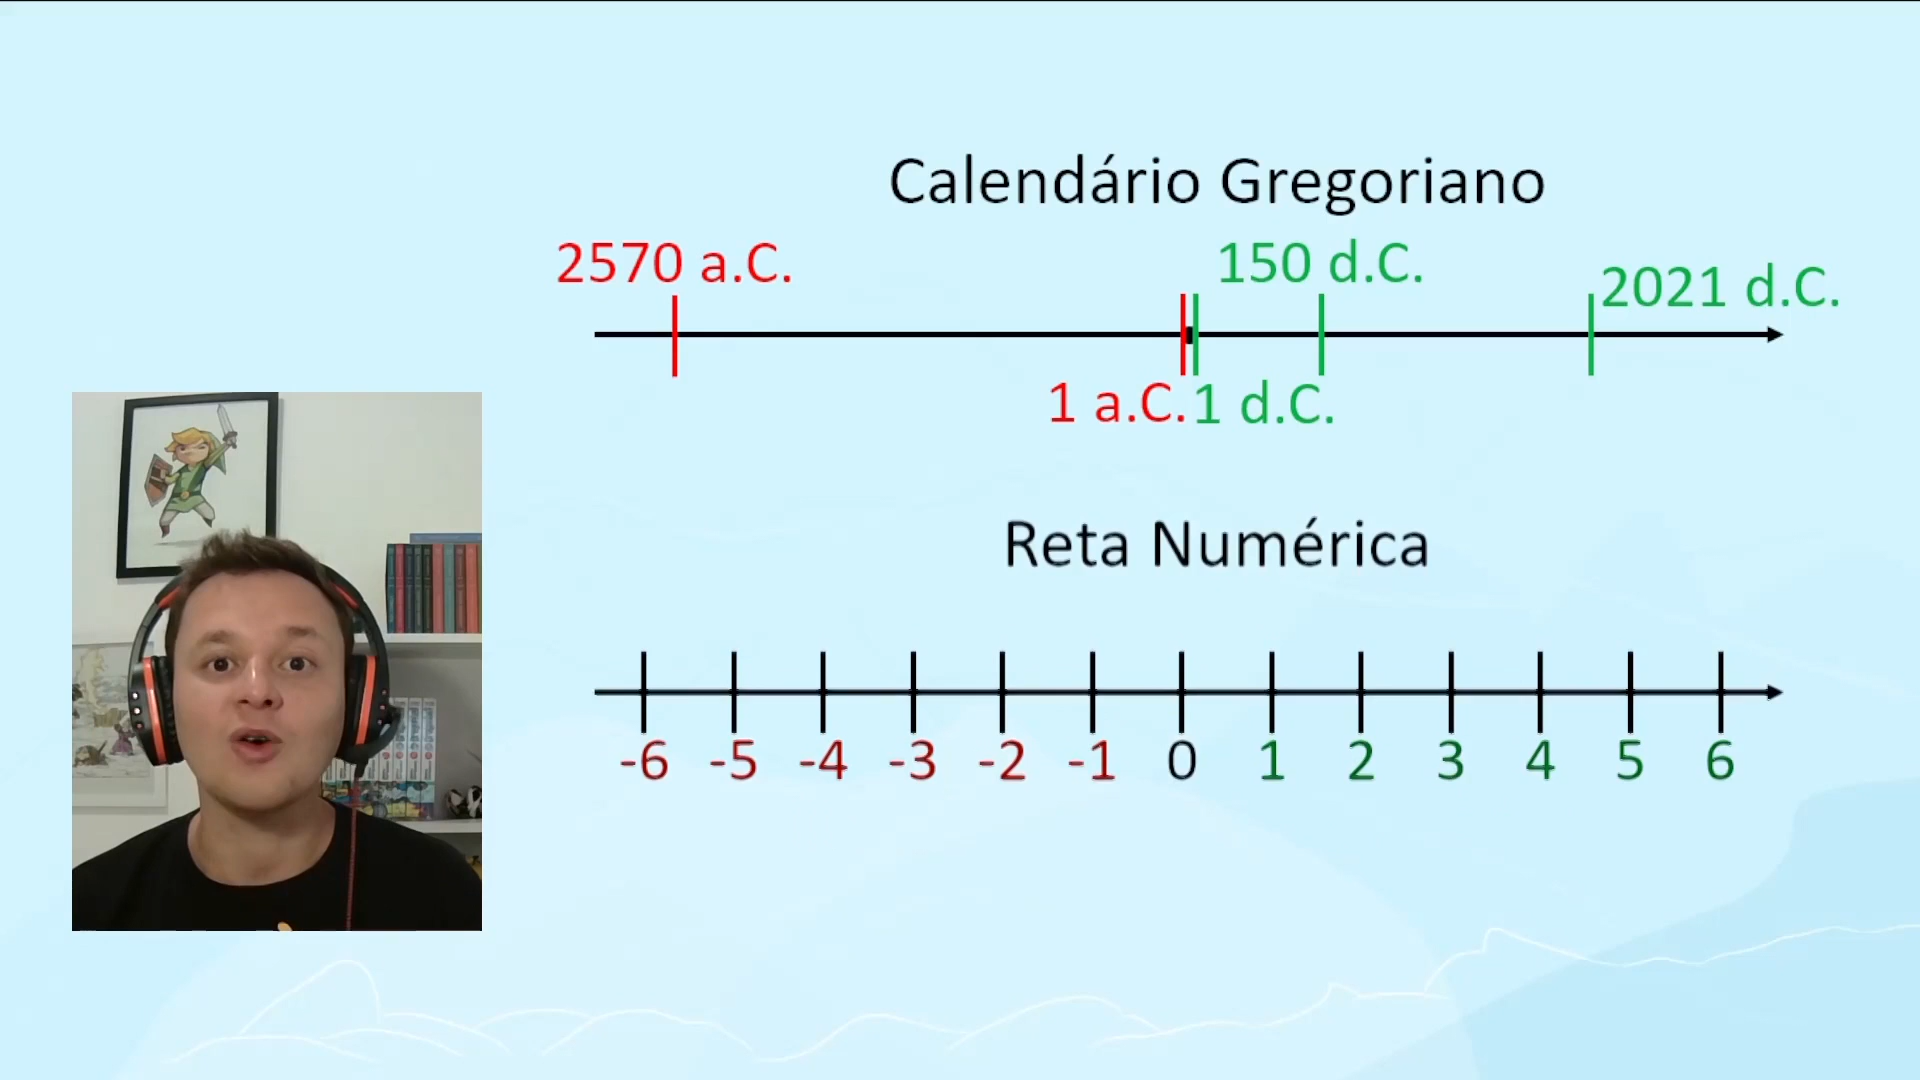 Calendário Gregoriano
2570 a.C.
150 d.C.
2021 d.C.
1 a.C.
1 d.C.
Reta Numérica
-6 -5 -4 -3 -2 -1 0 1 2 3 4 5 6